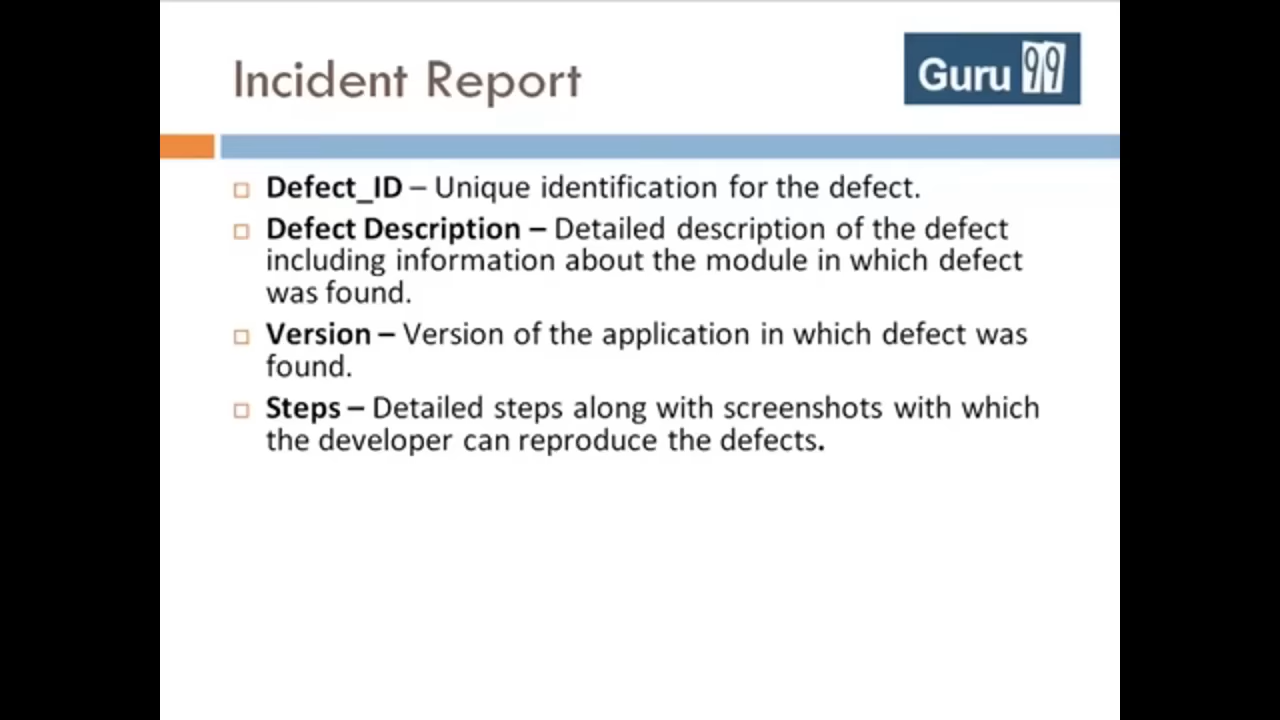 Incident Report
Guru 99
Defect_ID – Unique identification for the defect.
Defect Description – Detailed description of the defect
including information about the module in which defect
was found.
Version – Version of the application in which defect was
found.
Steps – Detailed steps along with screenshots with which
the developer can reproduce the defects.